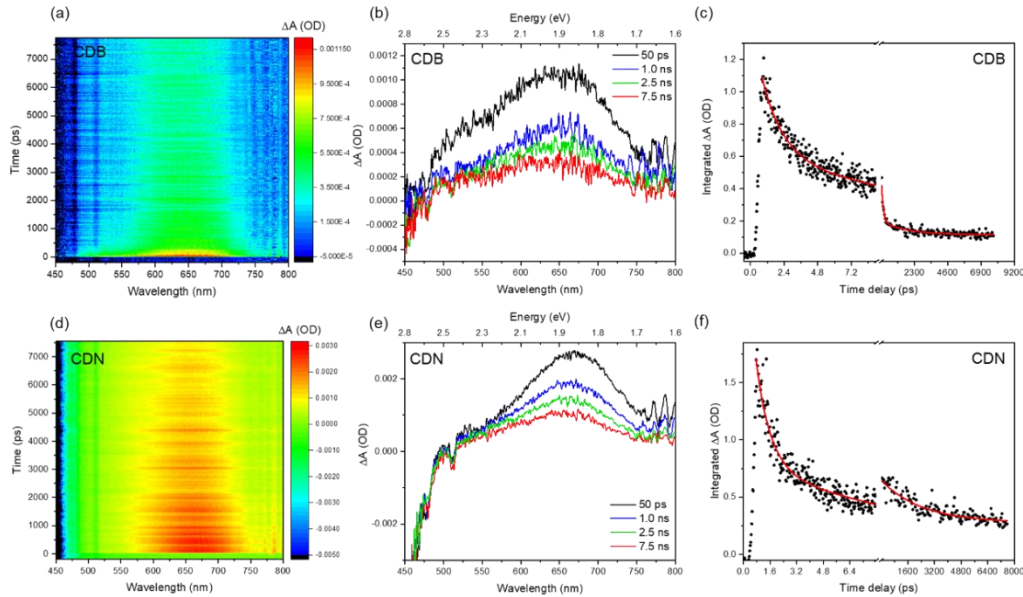 (a)
ΔA (OD)
CDB
0.001150
9.000E-4
7.500E-4
6.000E-4
4.500E-4
3.000E-4
1.500E-4
0.000
-5.000E-5
7000
6000
5000
4000
3000
2000
1000
0
Time (ps)
450 500 550 600 650 700 750 800
Wavelength (nm)
(b)
Energy (eV)
2.8 2.5 2.3 2.1 1.9 1.8 1.7 1.6
CDB
50 ps
1.0 ns
2.5 ns
7.5 ns
0.0012
0.0010
0.0008
0.0006
0.0004
0.0002
0.0000
-0.0002
-0.0004
ΔA (OD)
450 500 550 600 650 700 750 800
Wavelength (nm)
(c)
CDB
1.2
1.0
0.8
0.6
0.4
0.2
0.0
Integrated ΔA (OD)
0.0 2.4 4.8 7.2 2300 4600 6900 9200
Time delay (ps)
(d)
ΔA (OD)
CDN
0.0030
0.0020
0.0010
0.0000
-0.0010
-0.0020
-0.0030
-0.0040
-0.0050
7000
6000
5000
4000
3000
2000
1000
0
Time (ps)
450 500 550 600 650 700 750 800
Wavelength (nm)
(e)
Energy (eV)
2.8 2.5 2.3 2.1 1.9 1.8 1.7 1.6
CDN
0.002
0.000
-0.002
ΔA (OD)
50 ps
1.0 ns
2.5 ns
7.5 ns
450 500 550 600 650 700 750 800
Wavelength (nm)
(f)
CDN
1.5
1.0
0.5
0.0
Integrated ΔA (OD)
0.0 1.6 3.2 4.8 6.4 1600 3200 4800 6400 8000
Time delay (ps)